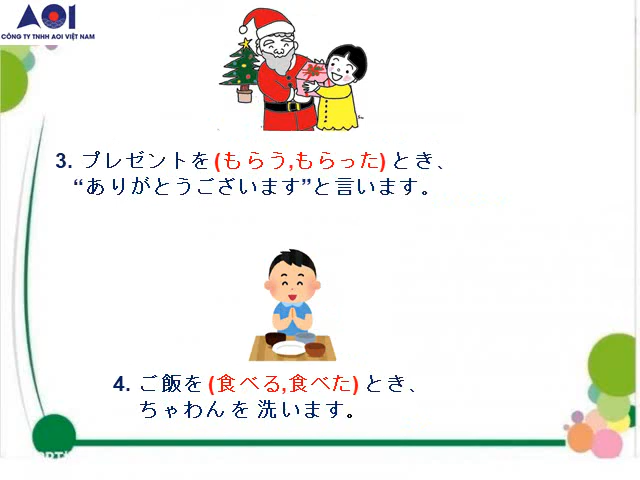 AOI
CÔNG TY TNHH AOI VIỆT NAM
3. プレゼントを (もらう,もらった) とき、
“ありがとうございます”と言います。
4. ご飯を (食べる,食べた) とき、
ちゃわん を 洗います。